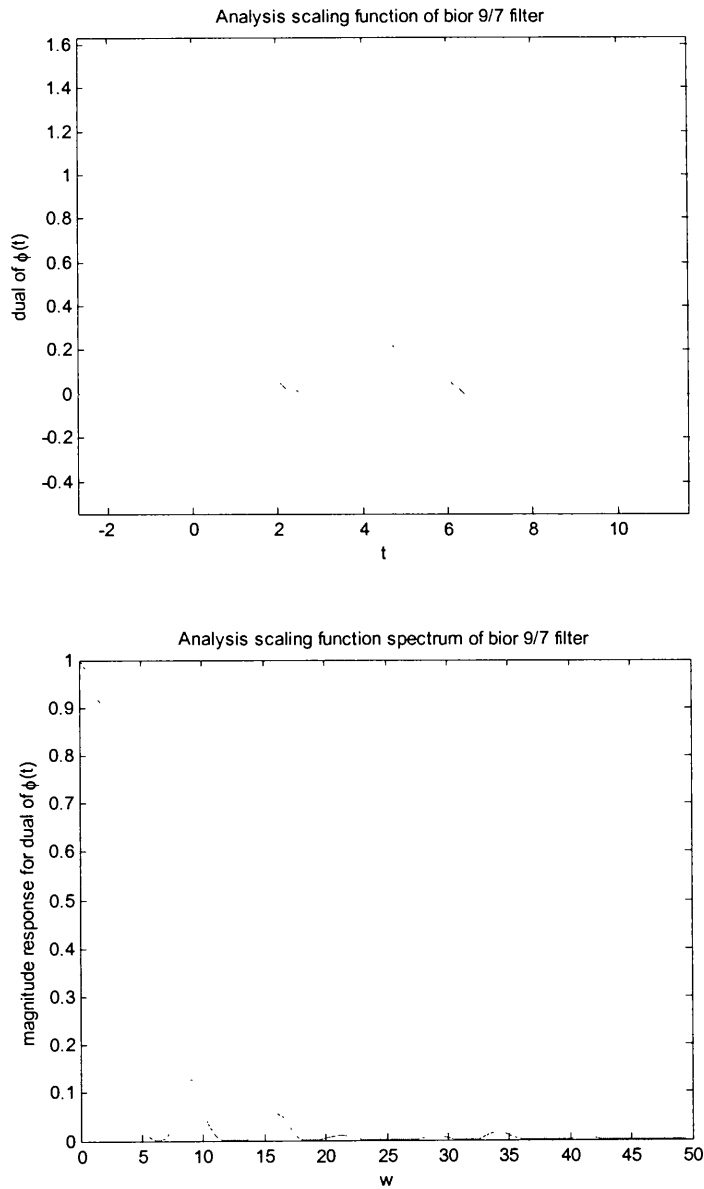 Analysis scaling function of bior 9/7 filter
1.6
1.4
1.2
1
0.8
0.6
0.4
0.2
0
-0.2
-0.4
dual of ϕ(t)
-2 0 2 4 6 8 10
t
Analysis scaling function spectrum of bior 9/7 filter
1
0.9
0.8
0.7
0.6
0.5
0.4
0.3
0.2
0.1
0
magnitude response for dual of ϕ(t)
0 5 10 15 20 25 30 35 40 45 50
w